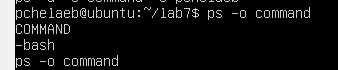 pchelaeb@ubuntu:~/lab7$ ps -o command
COMMAND
-bash
ps -o command